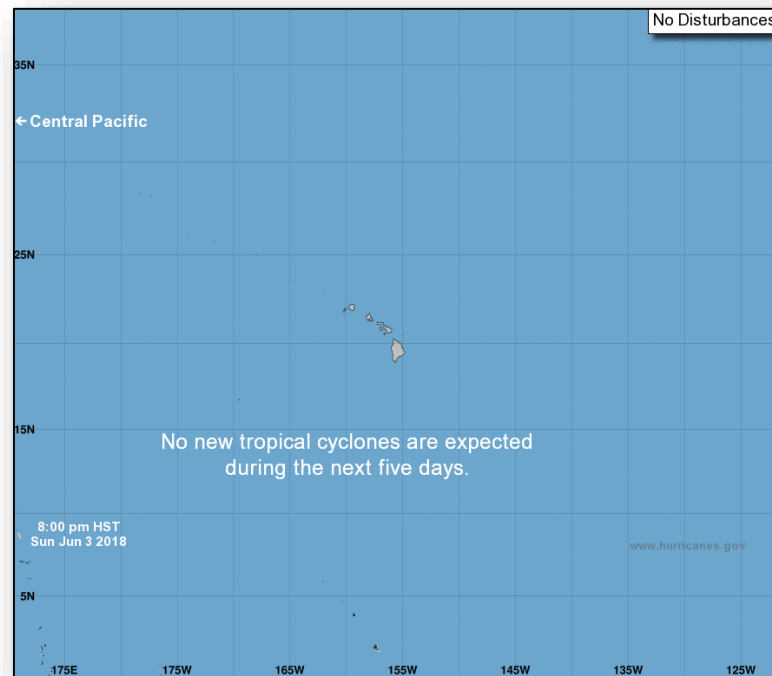 No Disturbances
35N
←Central Pacific
25N
15N
No new tropical cyclones are expected
during the next five days.
8:00 pm HST
Sun Jun 3 2018
www.hurricanes.gov
5N
175E 175W 165W 155W 145W 135W 125W